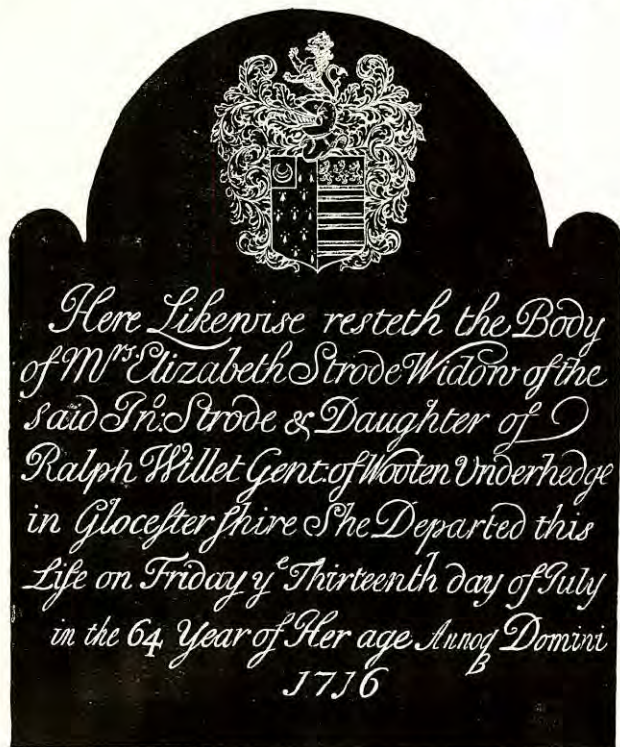 Here Likewise resteth the Body
of Mrs. Elizabeth Strode Widow of the
said Jno: Strode & Daughter of
Ralph Willet Gent: of Wooten Underhedge
in Glocester shire She Departed this
Life on Friday ye Thirteenth day of July
in the 64 Year of Her age Annoq Domini
1716